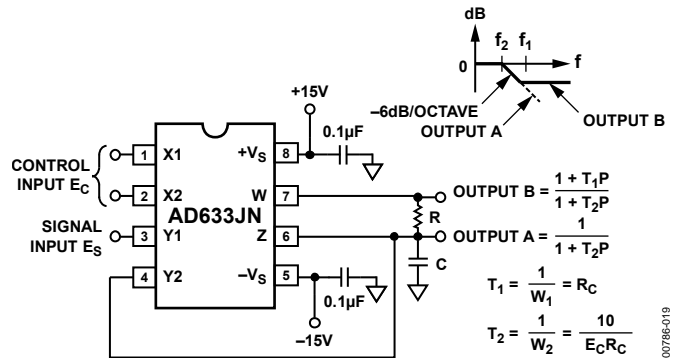 dB
f2 f1
0
f
–6dB/OCTAVE
OUTPUT A
OUTPUT B
+15V
0.1µF
CONTROL
INPUT EC
SIGNAL
INPUT ES
1 X1
2 X2
3 Y1
4 Y2
AD633JN
+VS 8
W 7
Z 6
–VS 5
R
C
0.1µF
–15V
OUTPUT B = 1 + T1P / 1 + T2P
OUTPUT A = 1 / 1 + T2P
T1 = 1 / W1 = RC
T2 = 1 / W2 = 10 / ECRC
00786-019